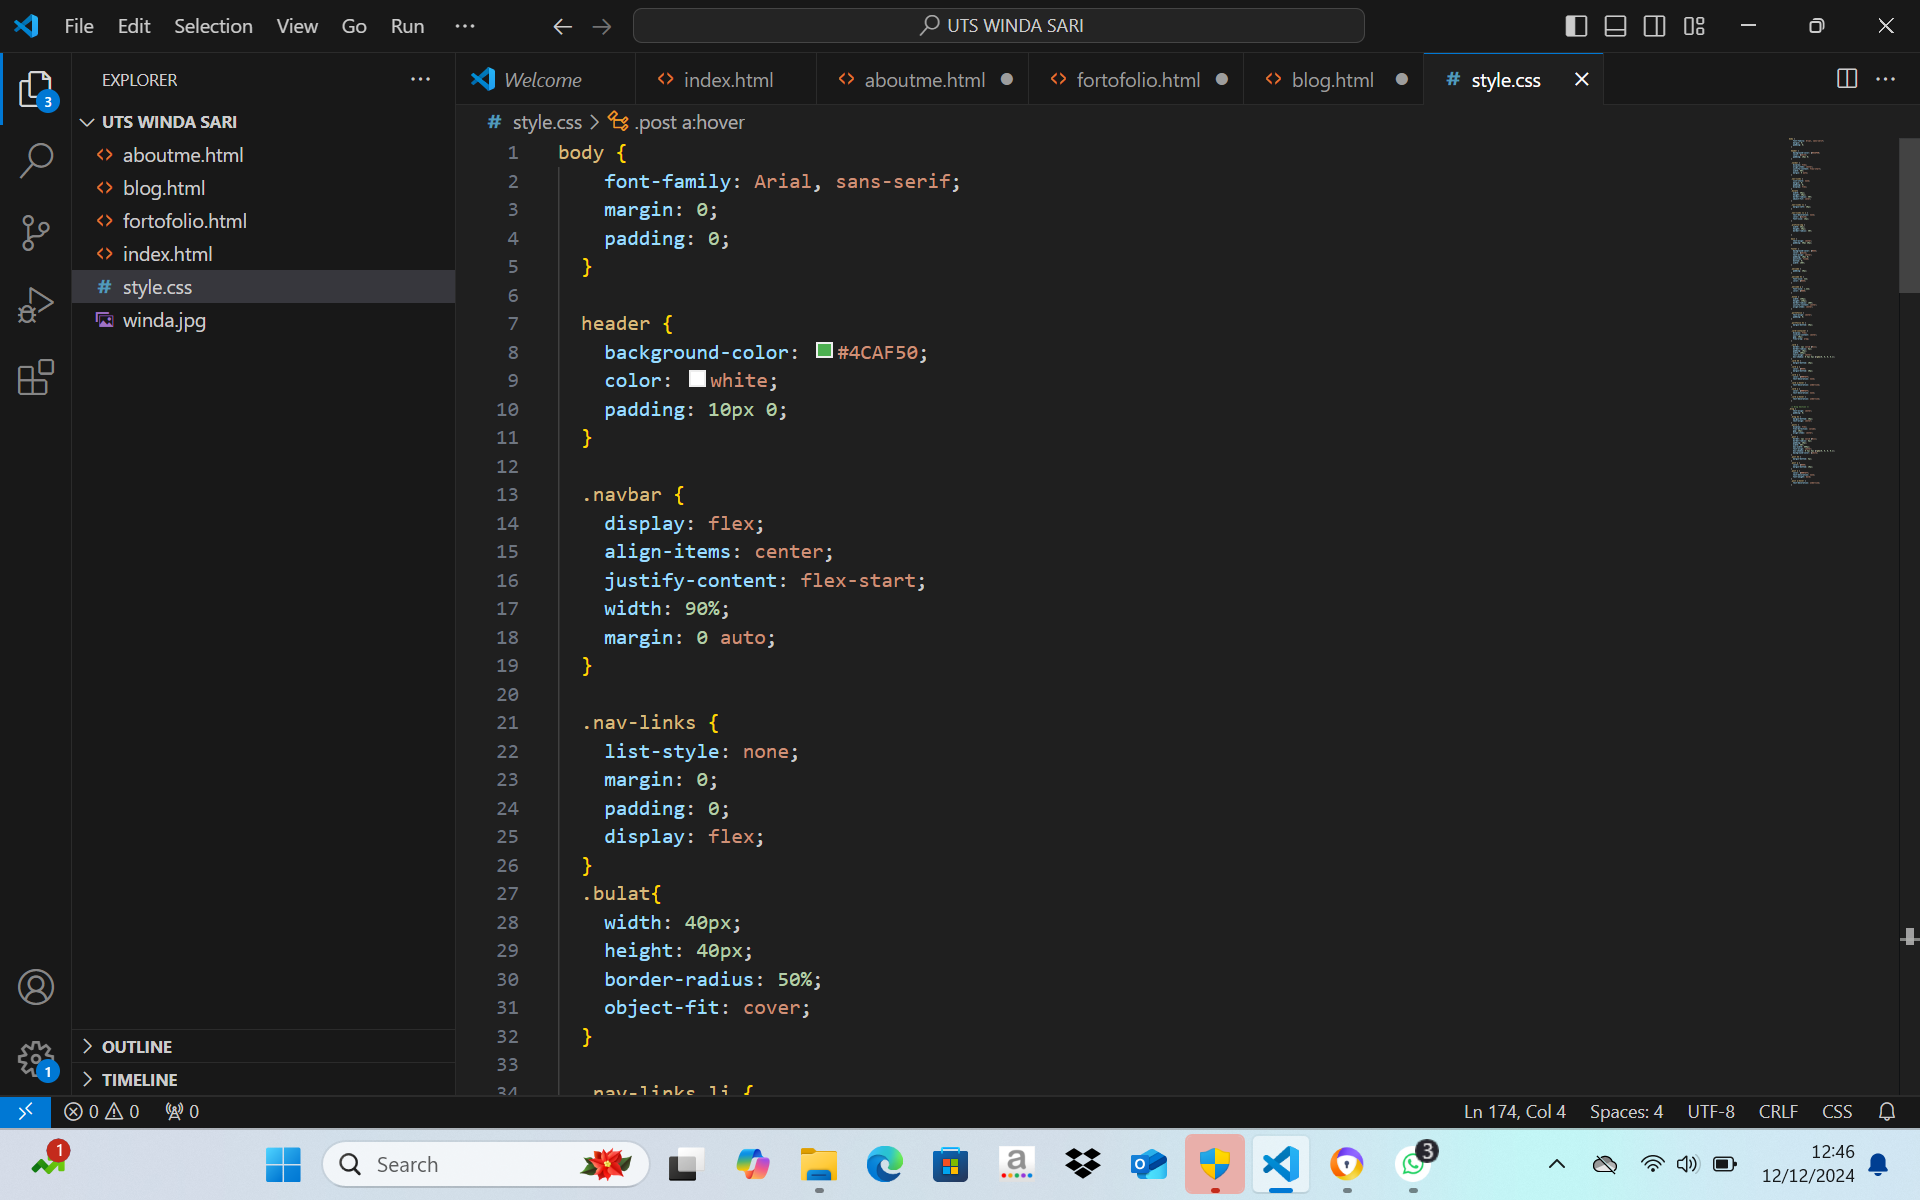 File Edit Selection View Go Run ···
UTS WINDA SARI
EXPLORER ···
3
UTS WINDA SARI
aboutme.html
blog.html
fortofolio.html
index.html
style.css
winda.jpg
OUTLINE
1
TIMELINE
Welcome
index.html
aboutme.html
fortofolio.html
blog.html
# style.css
# style.css > .post a:hover
1 body {
2 font-family: Arial, sans-serif;
3 margin: 0;
4 padding: 0;
5 }
6
7 header {
8 background-color: #4CAF50;
9 color: white;
10 padding: 10px 0;
11 }
12
13 .navbar {
14 display: flex;
15 align-items: center;
16 justify-content: flex-start;
17 width: 90%;
18 margin: 0 auto;
19 }
20
21 .nav-links {
22 list-style: none;
23 margin: 0;
24 padding: 0;
25 display: flex;
26 }
27 .bulat{
28 width: 40px;
29 height: 40px;
30 border-radius: 50%;
31 object-fit: cover;
32 }
33
34 .nav-links li {
0 0 0
Ln 174, Col 4 Spaces: 4 UTF-8 CRLF CSS
1
Search
a
3
12:46
12/12/2024